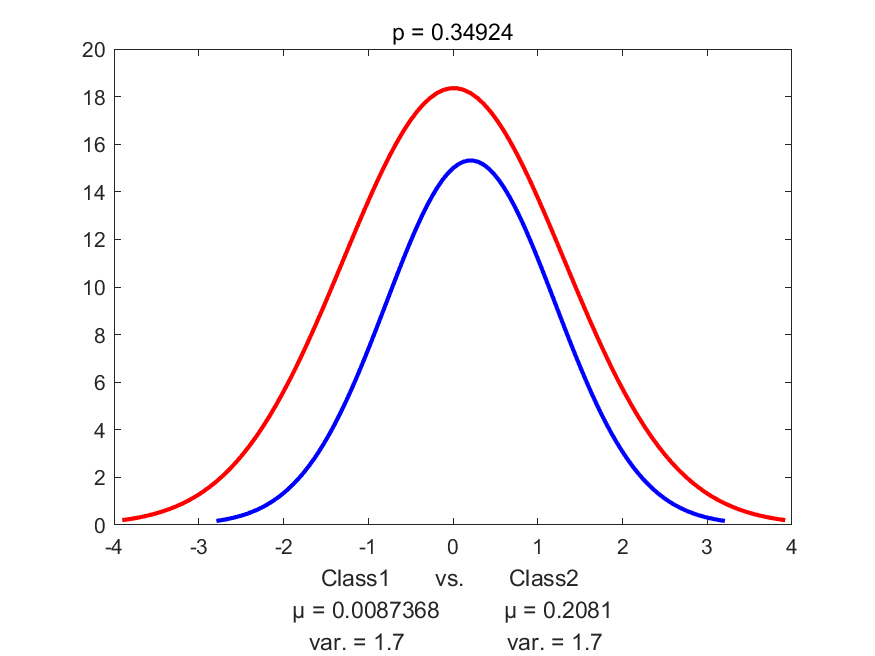 p = 0.34924
20
18
16
14
12
10
8
6
4
2
0
-4 -3 -2 -1 0 1 2 3 4
Class1 vs. Class2
μ = 0.0087368 μ = 0.2081
var. = 1.7 var. = 1.7